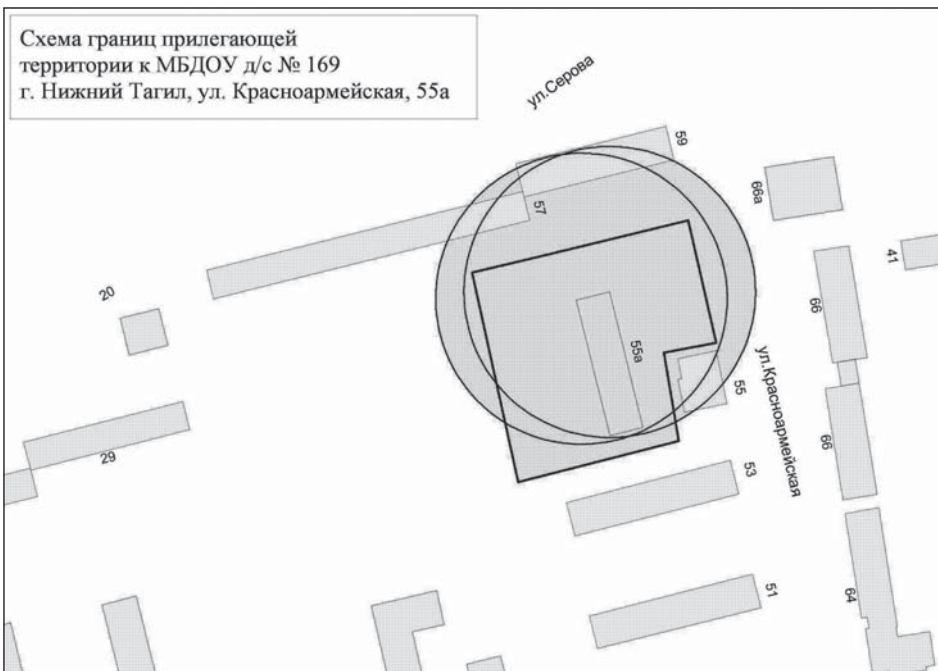 Схема границ прилегающей
территории к МБДОУ д/с № 169
г. Нижний Тагил, ул. Красноармейская, 55а
ул.Серова
59
66а
57
41
20
66
55а
ул.Красноармейская
55
66
29
53
51
64